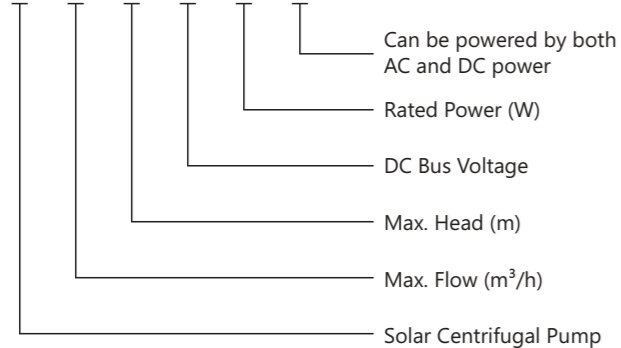 Can be powered by both
AC and DC power
Rated Power (W)
DC Bus Voltage
Max. Head (m)
Max. Flow (m³/h)
Solar Centrifugal Pump